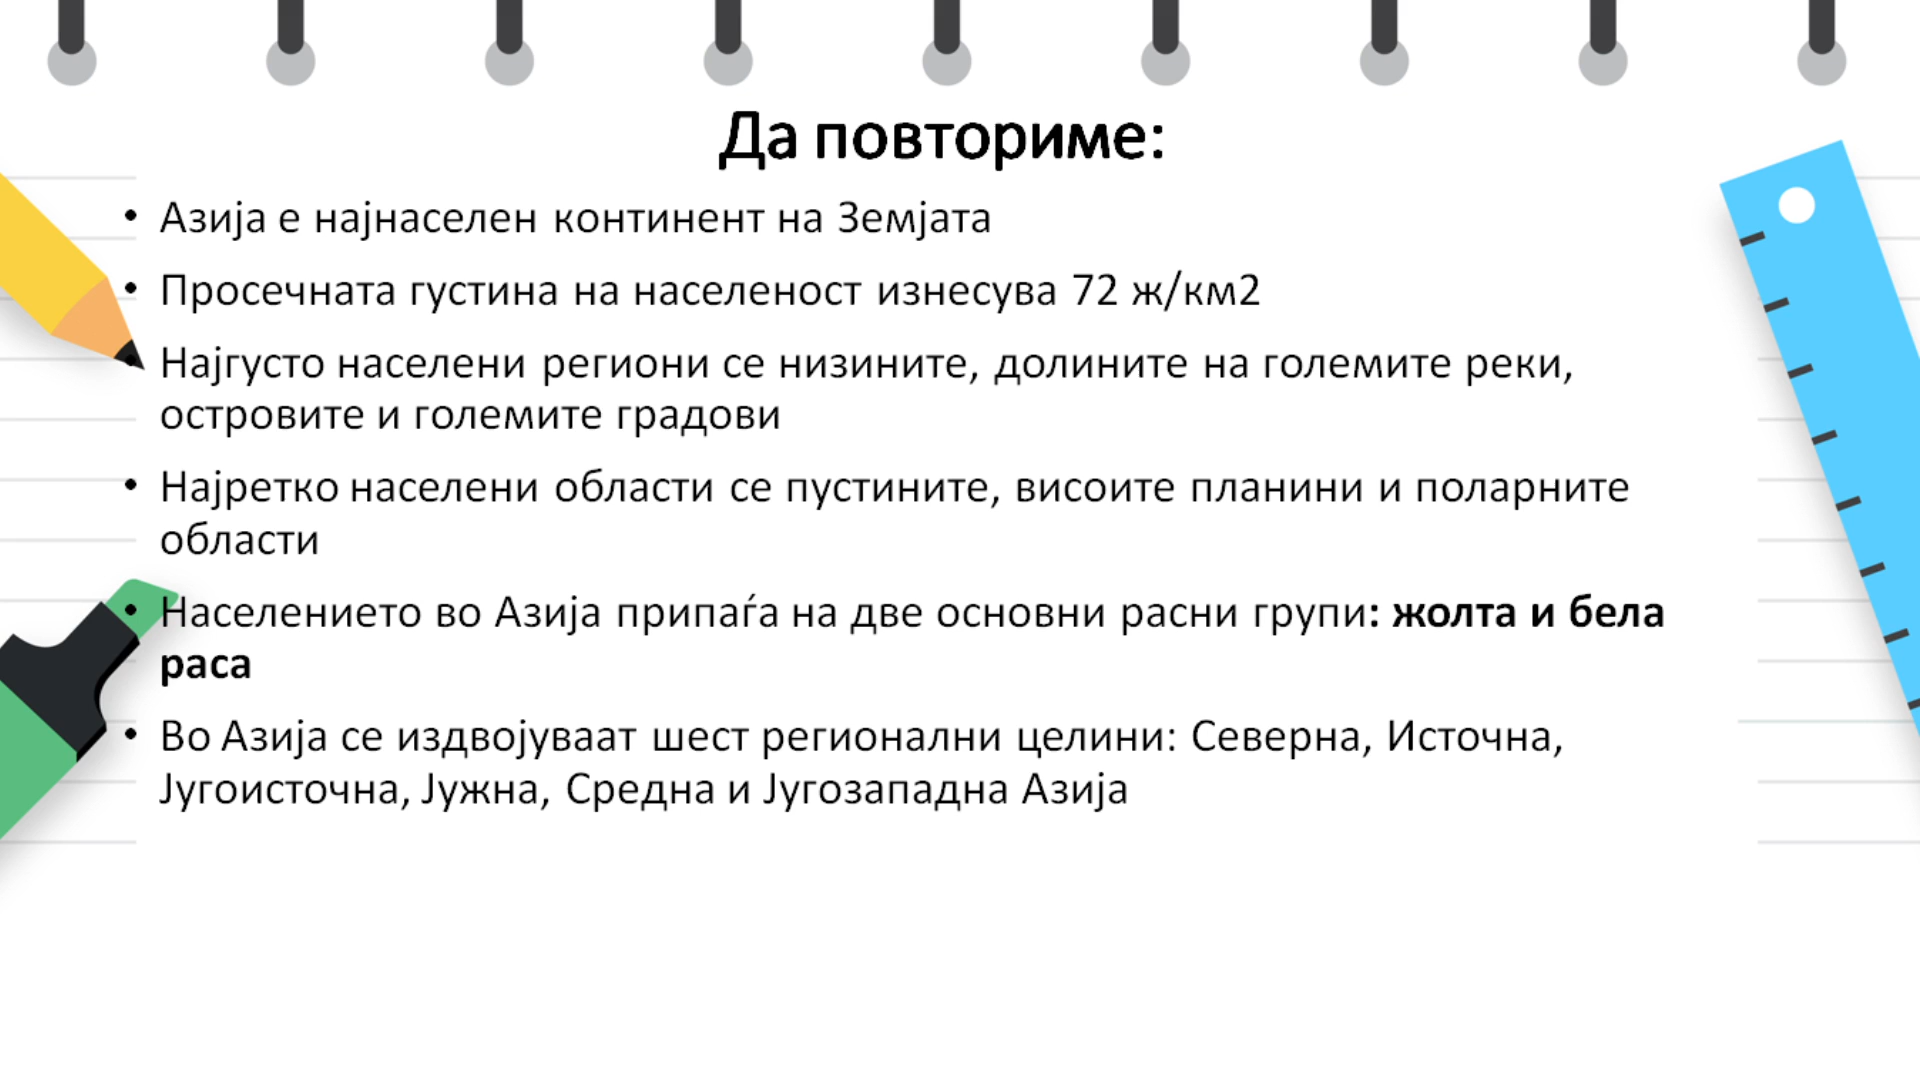 Да повториме:
• Азија е најнаселен континент на Земјата
• Просечната густина на населеност изнесува 72 ж/км2
• Најгусто населени региони се низините, долините на големите реки,
островите и големите градови
• Најретко населени области се пустините, висоите планини и поларните
области
• Населението во Азија припаѓа на две основни расни групи: жолта и бела
раса
• Во Азија се издвојуваат шест регионални целини: Северна, Источна,
Југоисточна, Јужна, Средна и Југозападна Азија